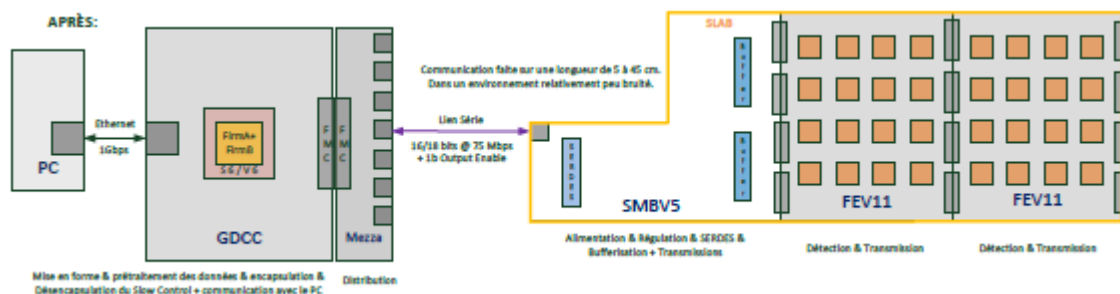 APRÈS:
SLAB
Communication faite sur une longueur de 5 à 45 cm.
Dans un environnement relativement peu bruité.
Ethernet
1Gbps
PC
FirmA+
FirmB
S6/V6
FMC
FMC
GDCC
Mezza
Lien Série
16/18 bits @ 75 Mbps
+ 1b Output Enable
SERDES
Buffer
Buffer
SMBV5
FEV11
FEV11
Mise en forme & prétraitement des données & encapsulation &
Désencapsulation du Slow Control + communication avec le PC
Distribution
Alimentation & Régulation & SERDES &
Bufferisation + Transmissions
Détection & Transmission
Détection & Transmission